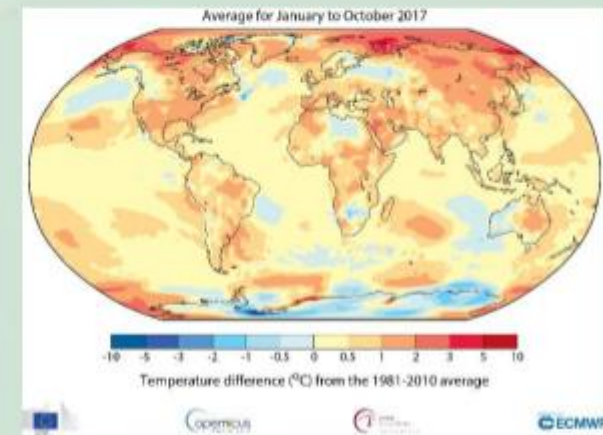 Average for January to October 2017
-10 -5 -3 -2 -1 -0.5 0 0.5 1 2 3 5 10
Temperature difference (°C) from the 1981-2010 average
Copernicus
ECMWF